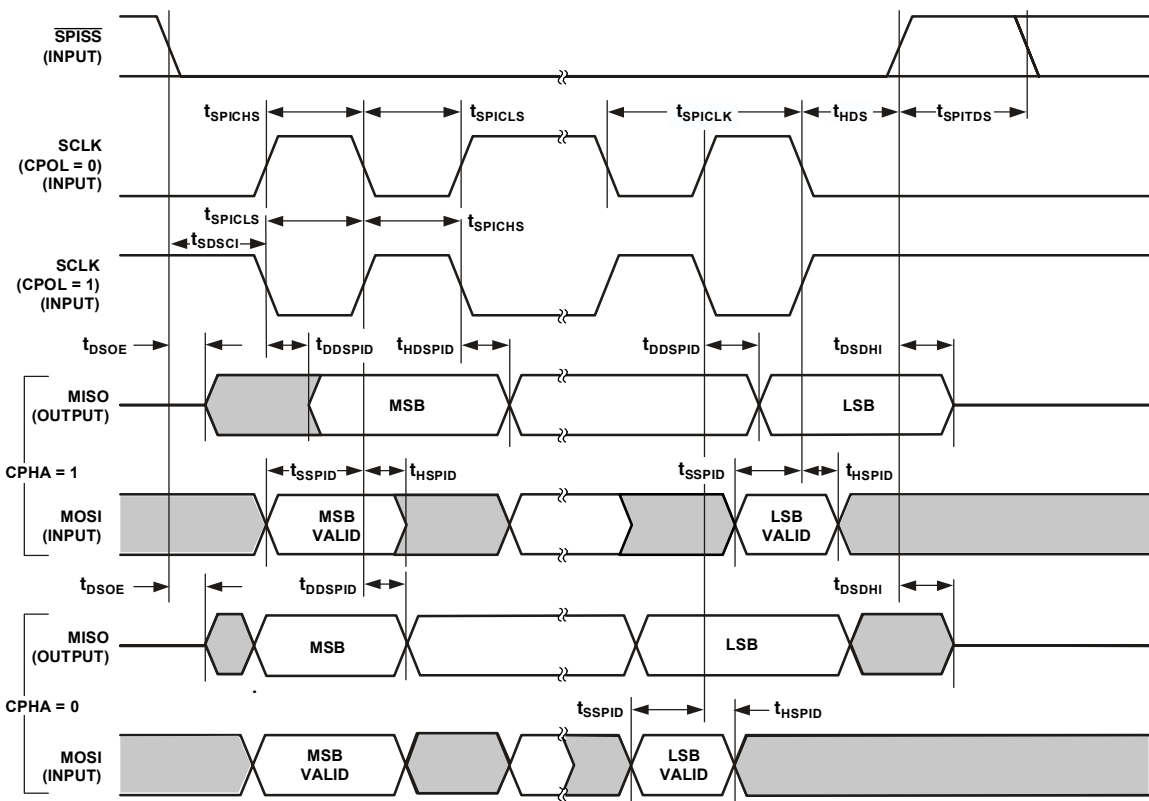 SPISS
(INPUT)
tSPICHS
tSPICLS
tSPICLK
tHDS
tSPITDS
SCLK
(CPOL = 0)
(INPUT)
tSPICLS
tSPICHS
tSDSCI
SCLK
(CPOL = 1)
(INPUT)
tDSOE
tDDSPID
tHDSPID
tDDSPID
tDSDHI
MISO
(OUTPUT)
MSB
LSB
CPHA = 1
tSSPID
tHSPID
tSSPID
tHSPID
MOSI
(INPUT)
MSB
VALID
LSB
VALID
tDSOE
tDDSPID
tDSDHI
MISO
(OUTPUT)
MSB
LSB
CPHA = 0
tSSPID
tHSPID
MOSI
(INPUT)
MSB
VALID
LSB
VALID